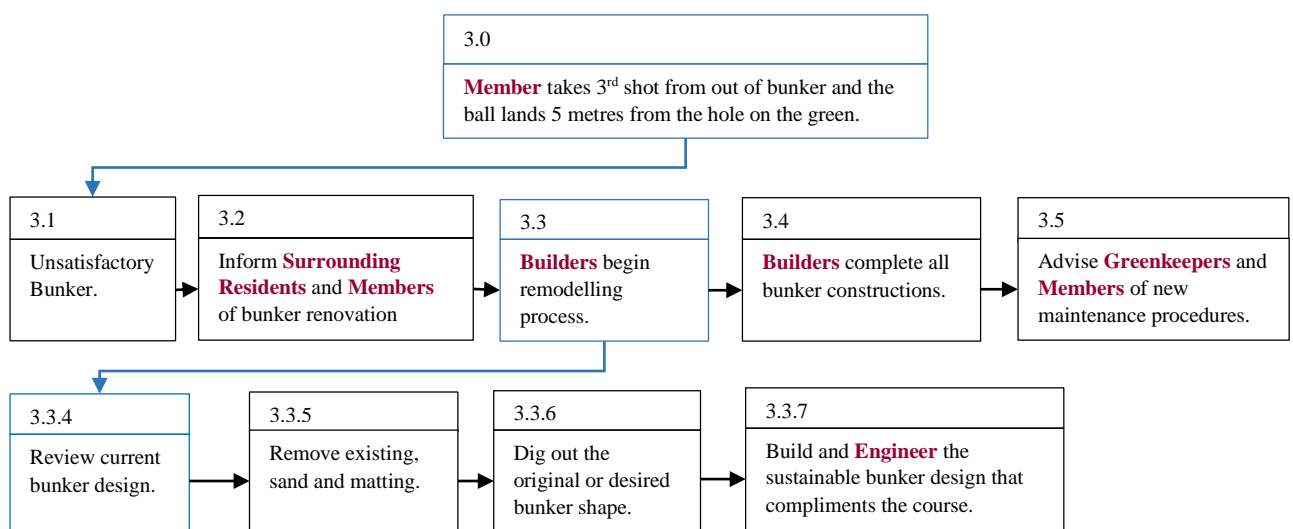 3.0
Member takes 3rd shot from out of bunker and the
ball lands 5 metres from the hole on the green.
3.1
Unsatisfactory
Bunker.
3.2
Inform Surrounding
Residents and Members
of bunker renovation
3.3
Builders begin
remodelling
process.
3.4
Builders complete all
bunker constructions.
3.5
Advise Greenkeepers and
Members of new
maintenance procedures.
3.3.4
Review current
bunker design.
3.3.5
Remove existing,
sand and matting.
3.3.6
Dig out the
original or desired
bunker shape.
3.3.7
Build and Engineer the
sustainable bunker design that
compliments the course.